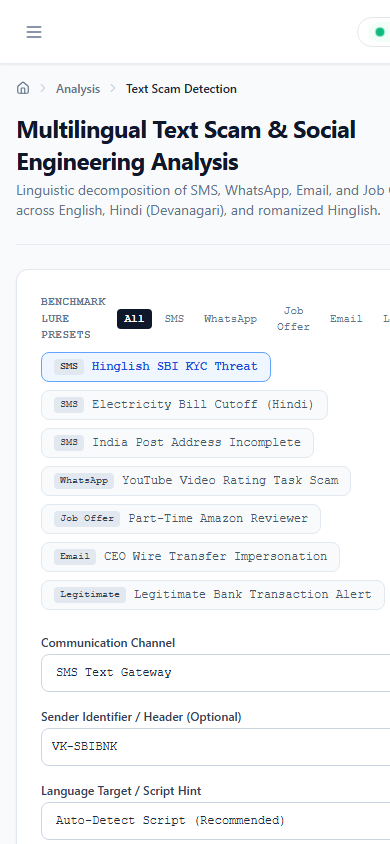 Analysis
Text Scam Detection
Multilingual Text Scam & Social
Engineering Analysis
Linguistic decomposition of SMS, WhatsApp, Email, and Job
across English, Hindi (Devanagari), and romanized Hinglish.
BENCHMARK
LURE
PRESETS
All
SMS
WhatsApp
Job
Offer
Email
SMS Hinglish SBI KYC Threat
SMS Electricity Bill Cutoff (Hindi)
SMS India Post Address Incomplete
WhatsApp YouTube Video Rating Task Scam
Job Offer Part-Time Amazon Reviewer
Email CEO Wire Transfer Impersonation
Legitimate Legitimate Bank Transaction Alert
Communication Channel
SMS Text Gateway
Sender Identifier / Header (Optional)
VK-SBIBNK
Language Target / Script Hint
Auto-Detect Script (Recommended)